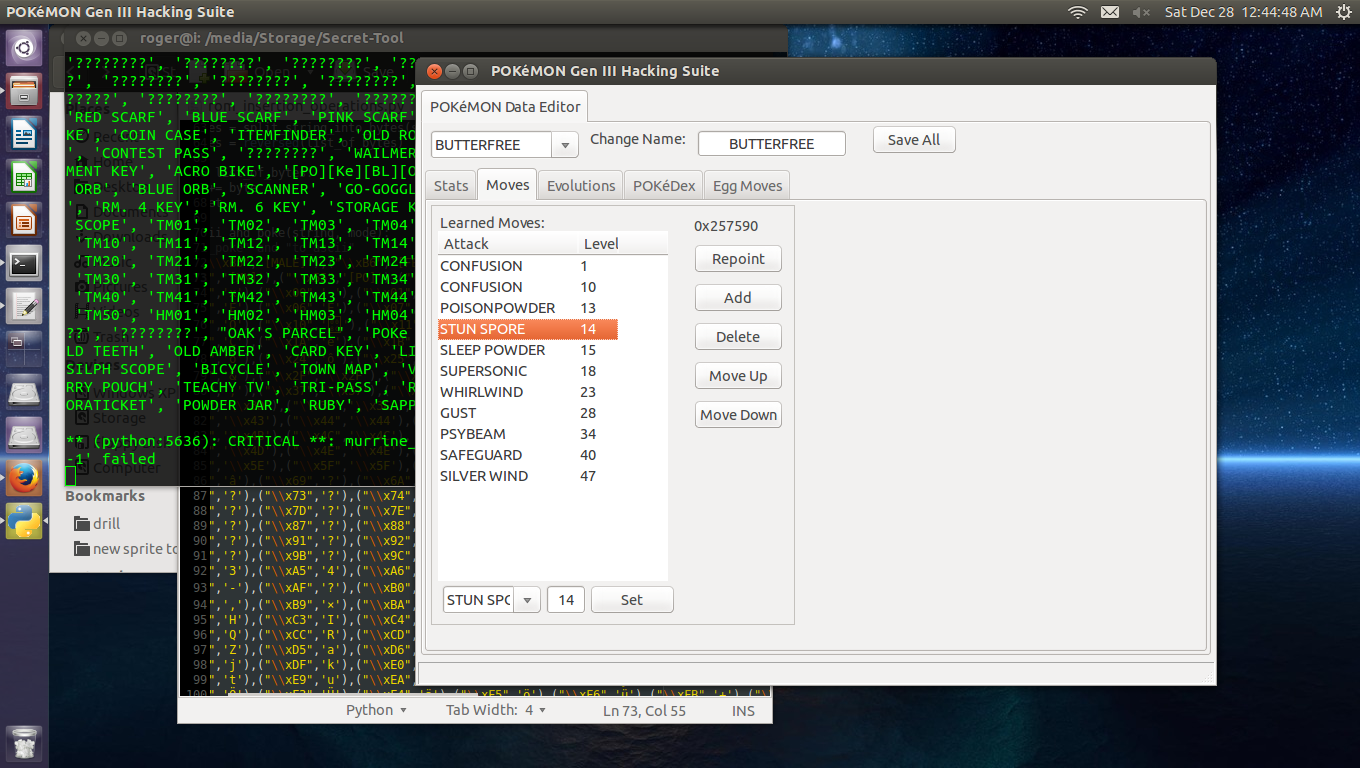 POKéMON Gen III Hacking Suite
Sat Dec 28 12:44:48 AM
roger@i: /media/Storage/Secret-Tool
'????????', '????????', '????????', '??
?', '????????', '????????', '????????',
?????', '????????', '????????', '??????
'RED SCARF', 'BLUE SCARF', 'PINK SCARF'
KE', 'COIN CASE', 'ITEMFINDER', 'OLD RO
', 'CONTEST PASS', '????????', 'WAILMER
MENT KEY', 'ACRO BIKE', '[PO][Ke][BL][O
ORB', 'BLUE ORB', 'SCANNER', 'GO-GOGGL
', 'RM. 4 KEY', 'RM. 6 KEY', 'STORAGE K
SCOPE', 'TM01', 'TM02', 'TM03', 'TM04'
'TM10', 'TM11', 'TM12', 'TM13', 'TM14'
'TM20', 'TM21', 'TM22', 'TM23', 'TM24'
'TM30', 'TM31', 'TM32', 'TM33', 'TM34'
'TM40', 'TM41', 'TM42', 'TM43', 'TM44'
'TM50', 'HM01', 'HM02', 'HM03', 'HM04'
??', '????????', "OAK'S PARCEL", 'POKe
LD TEETH', 'OLD AMBER', 'CARD KEY', 'LI
SILPH SCOPE', 'BICYCLE', 'TOWN MAP', 'V
RRY POUCH', 'TEACHY TV', 'TRI-PASS', 'R
ORATICKET', 'POWDER JAR', 'RUBY', 'SAPP
** (python:5636): CRITICAL **: murrine_
-1' failed
Storage
Computer
Bookmarks
drill
new sprite to
87 ','?'),("\\x73",'?'),("\\x74",
88 ','?'),("\\x7D",'?'),("\\x7E",
89 ','?'),("\\x87",'?'),("\\x88",
90 ','?'),("\\x91",'?'),("\\x92",
91 ','?'),("\\x9B",'?'),("\\x9C",
92 ,'3'),("\\xA5",'4'),("\\xA6",
93 ,'-'),("\\xAF",'?'),("\\xB0",
94 ,','),("\\xB9",'×'),("\\xBA",
95 ,'H'),("\\xC3",'I'),("\\xC4",
96 ,'Q'),("\\xCC",'R'),("\\xCD",
97 ,'Z'),("\\xD5",'a'),("\\xD6",
98 ,'j'),("\\xDF",'k'),("\\xE0",
99 ,'t'),("\\xE9",'u'),("\\xEA",
Python
Tab Width: 4
Ln 73, Col 55
INS
POKéMON Gen III Hacking Suite
POKéMON Data Editor
BUTTERFREE
Change Name:
BUTTERFREE
Save All
Stats
Moves
Evolutions
POKéDex
Egg Moves
Learned Moves:
0x257590
Attack Level
CONFUSION 1
CONFUSION 10
POISONPOWDER 13
STUN SPORE 14
SLEEP POWDER 15
SUPERSONIC 18
WHIRLWIND 23
GUST 28
PSYBEAM 34
SAFEGUARD 40
SILVER WIND 47
Repoint
Add
Delete
Move Up
Move Down
STUN SPO
14
Set